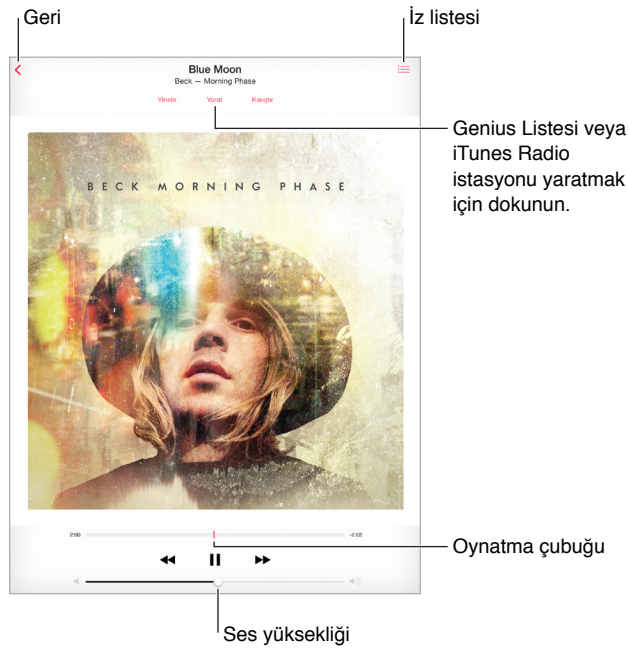 Geri
İz listesi
Blue Moon
Beck — Morning Phase
Yinele Yarat Karıştır
Genius Listesi veya
iTunes Radio
istasyonu yaratmak
için dokunun.
BECK MORNING PHASE
2:00 -2:02
Oynatma çubuğu
Ses yüksekliği